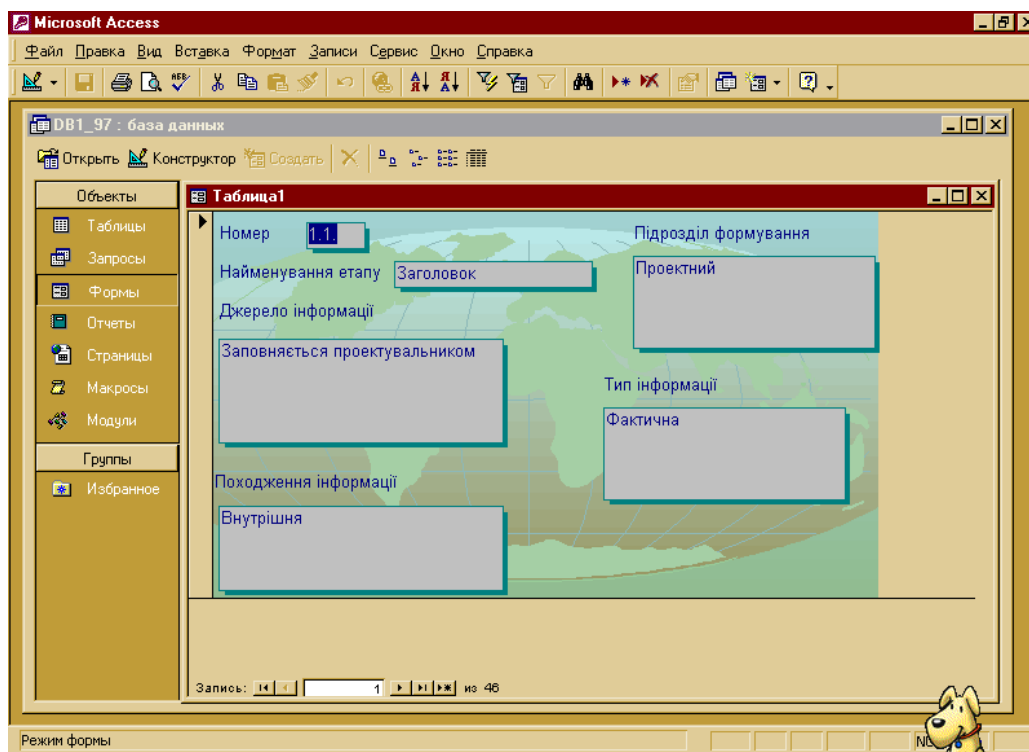 Microsoft Access
Файл Правка Вид Вставка Формат Записи Сервис Окно Справка
DB1_97 : база данных
Открыть Конструктор Создать
Объекты
Таблицы
Запросы
Формы
Отчеты
Страницы
Макросы
Модули
Группы
Избранное
Таблица1
Номер 1.1. Підрозділ формування
Найменування етапу Заголовок Проектний
Джерело інформації
Заповняється проектувальником
Тип інформації
Фактична
Походження інформації
Внутрішня
Запись: 1 из 46
Режим формы